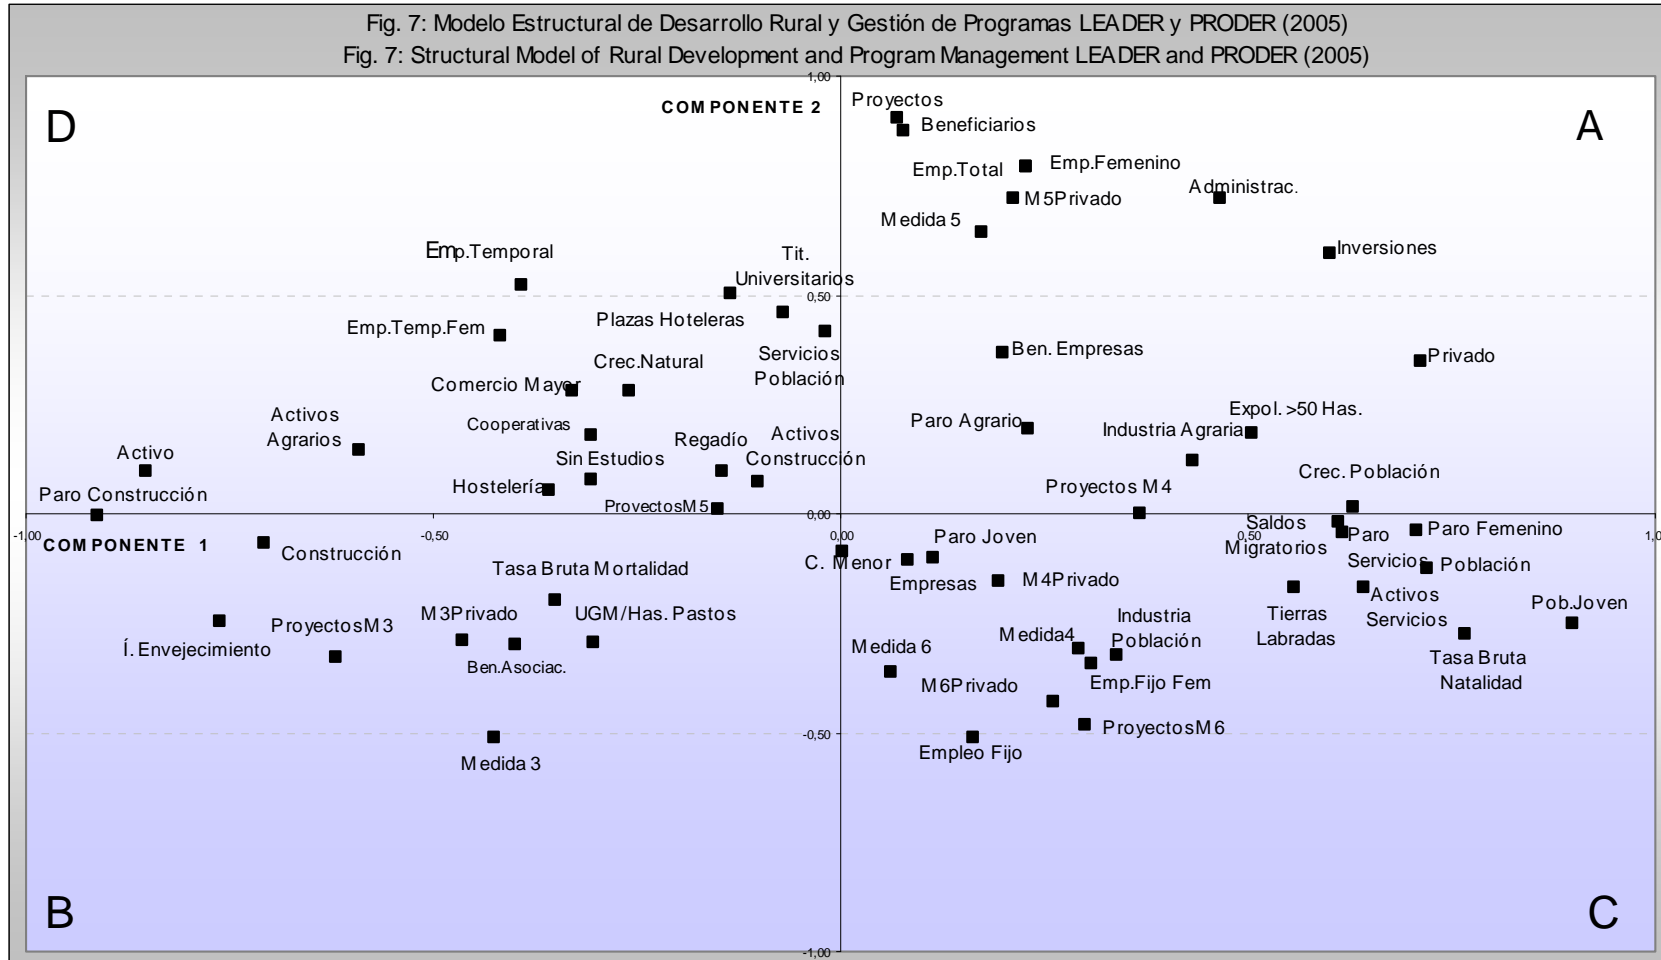 Fig. 7: Modelo Estructural de Desarrollo Rural y Gestión de Programas LEADER y PRODER (2005)
Fig. 7: Structural Model of Rural Development and Program Management LEADER and PRODER (2005)
1,00
D
COMPONENTE 2
A
Proyectos
Beneficiarios
Emp.Total
Emp.Femenino
Administrac.
M5Privado
Medida 5
Inversiones
Emp.Temporal
Tit.
Universitarios
0,50
Plazas Hoteleras
Emp.Temp.Fem
Servicios
Población
Ben. Empresas
Privado
Crec.Natural
Comercio Mayor
Activos
Agrarios
Cooperativas
Regadío
Activos
Construcción
Paro Agrario
Expol. >50 Has.
Industria Agraria
Activo
Sin Estudios
Crec. Población
Paro Construcción
Hostelería
ProyectosM5
Proyectos M4
0,00
-1,00
COMPONENTE 1
-0,50
0,00
0,50
1,0
Saldos
Migratorios
Paro
Servicios
Paro Femenino
Construcción
C. Menor
Paro Joven
Empresas
Población
Tasa Bruta Mortalidad
M4Privado
Activos
Servicios
Pob.Joven
M3Privado
UGM/Has. Pastos
Industria
Población
Tierras
Labradas
ProyectosM3
Í. Envejecimiento
Ben.Asociac.
Medida 6
Medida4
Tasa Bruta
Natalidad
M6Privado
Emp.Fijo Fem
ProyectosM6
-0,50
Medida 3
Empleo Fijo
B
C
-1,00